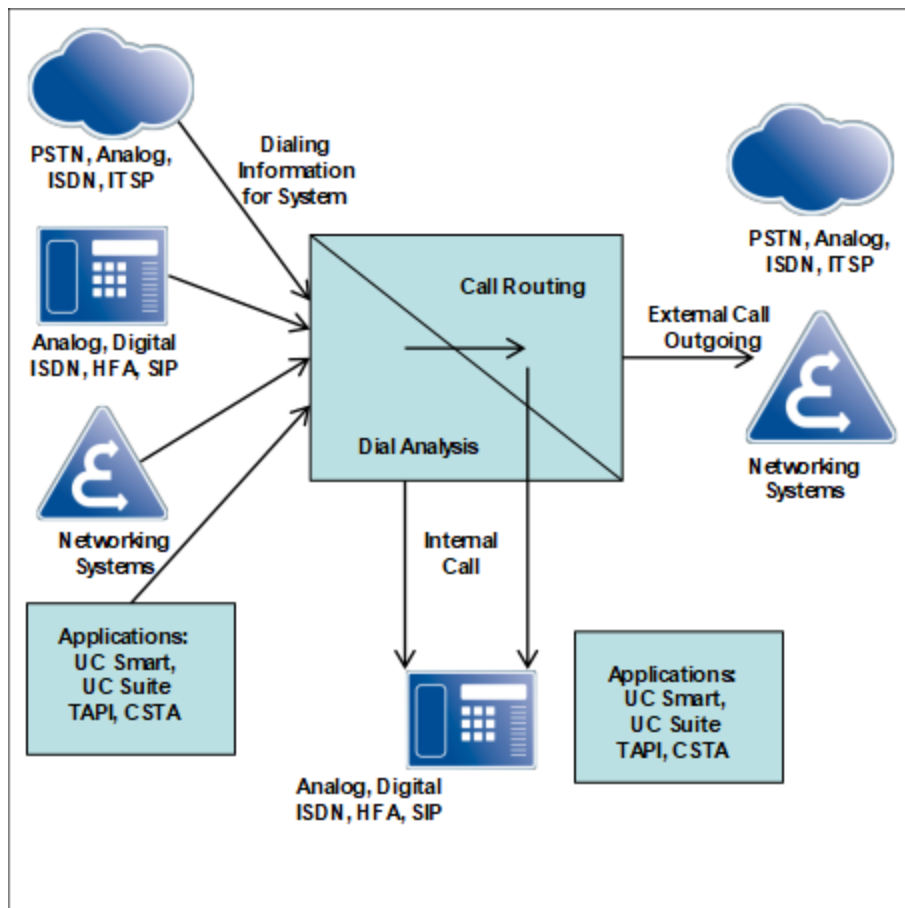 PSTN, Analog,
ISDN, ITSP
Dialing
Information
for System
PSTN, Analog,
ISDN, ITSP
Analog, Digital
ISDN, HFA, SIP
Call Routing
Dial Analysis
External Call
Outgoing
Networking
Systems
Networking
Systems
Internal
Call
Applications:
UC Smart,
UC Suite
TAPI, CSTA
Analog, Digital
ISDN, HFA, SIP
Applications:
UC Smart,
UC Suite
TAPI, CSTA